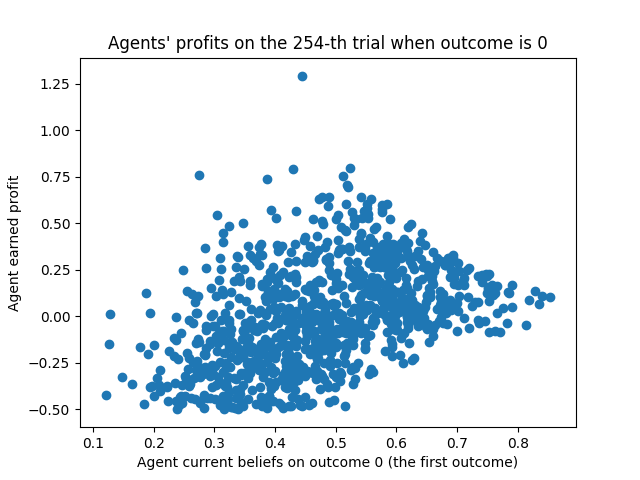 Agents' profits on the 254-th trial when outcome is 0
1.25
1.00
0.75
0.50
0.25
0.00
−0.25
−0.50
Agent earned profit
0.1 0.2 0.3 0.4 0.5 0.6 0.7 0.8
Agent current beliefs on outcome 0 (the first outcome)